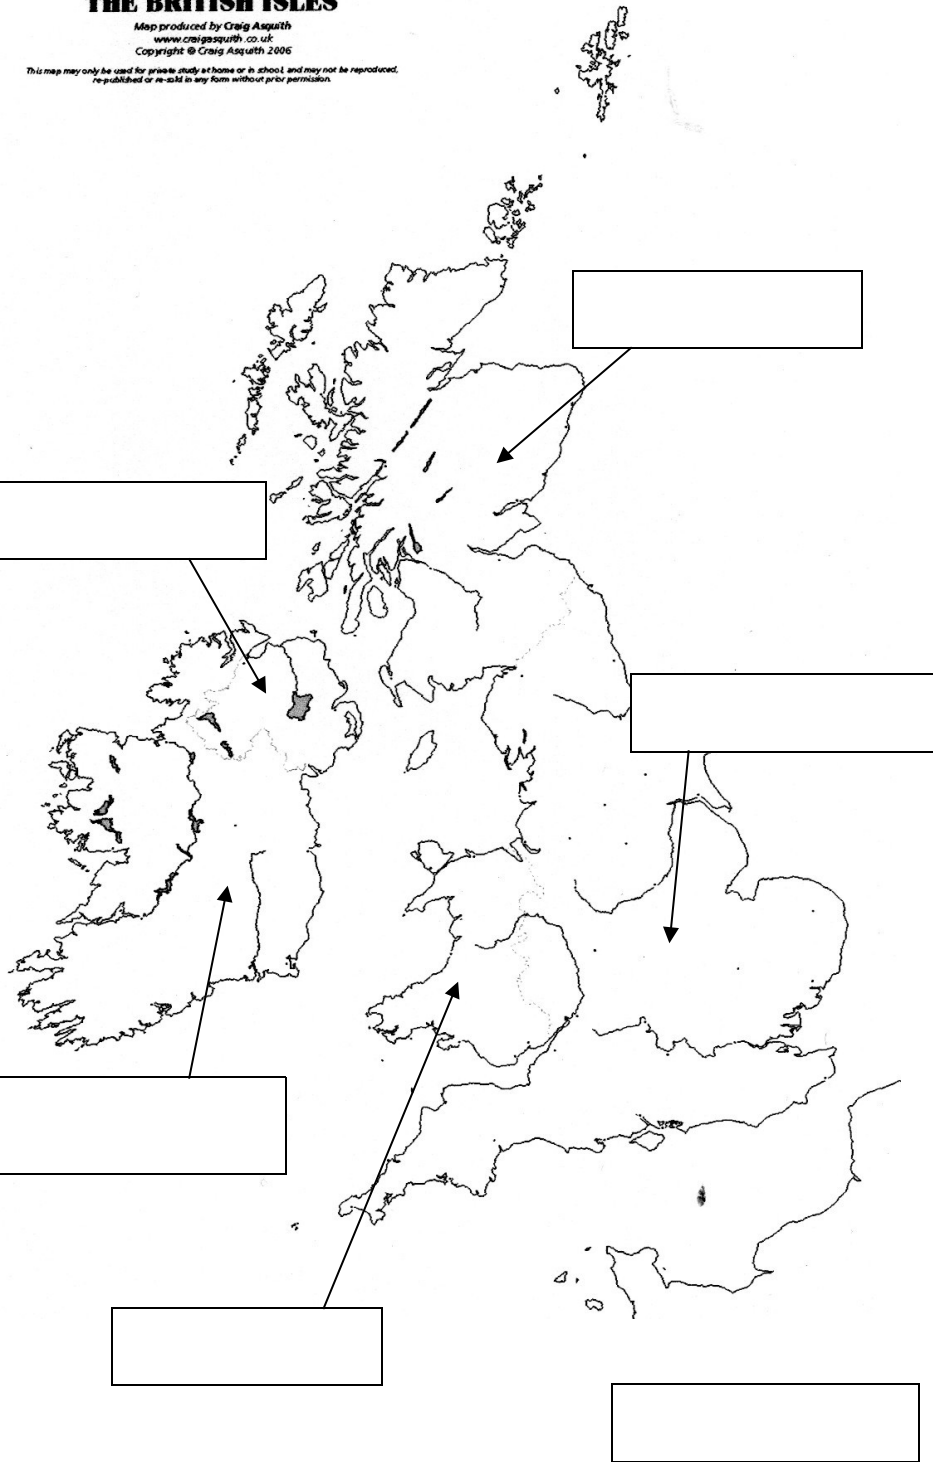 THE BRITISH ISLES
Map produced by Craig Asquith
www.craigasquith.co.uk
Copyright © Craig Asquith 2006
This map may only be used for private study at home or in school, and may not be reproduced,
re-published or re-sold in any form without prior permission.